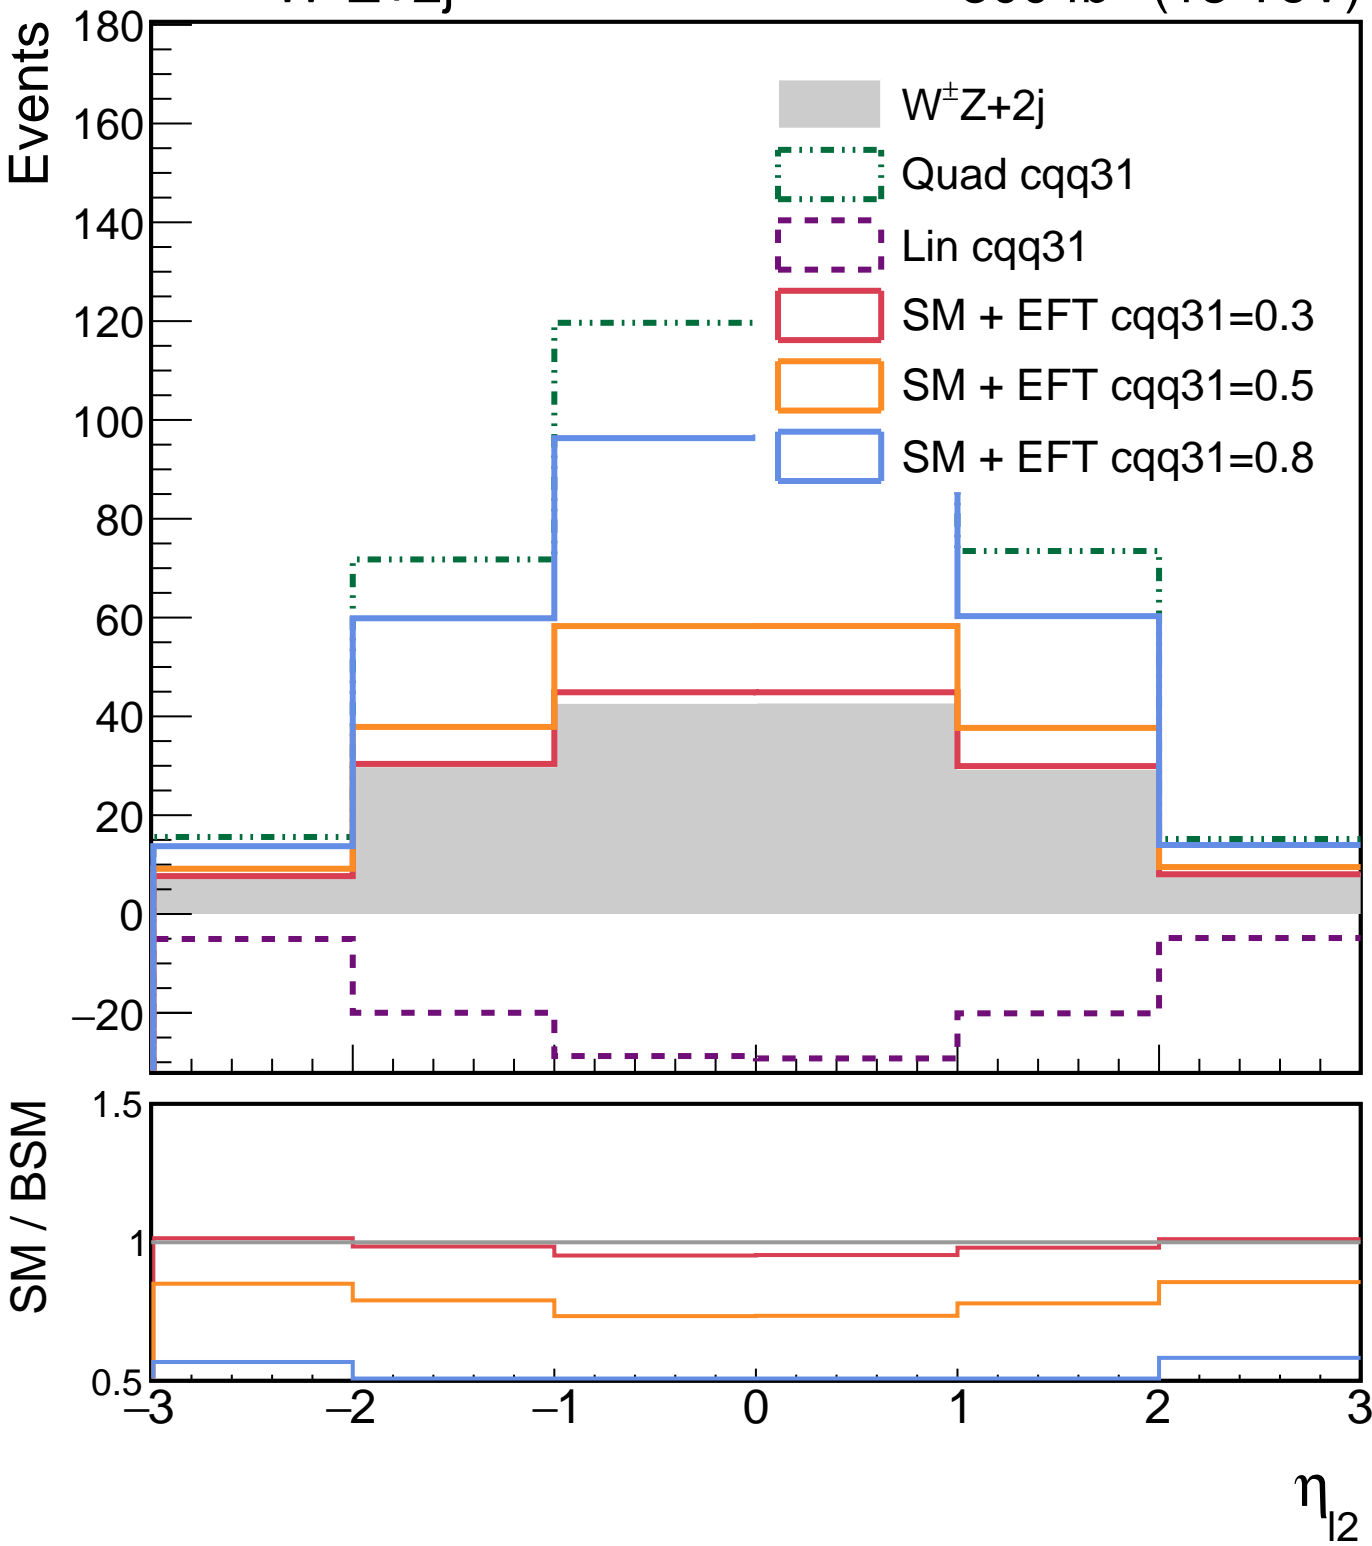 Events
180
160
140
120
100
80
60
40
20
0
−20
W±Z+2j
Quad cqq31
Lin cqq31
SM + EFT cqq31=0.3
SM + EFT cqq31=0.5
SM + EFT cqq31=0.8
SM / BSM
1.5
1
0.5
−3 −2 −1 0 1 2 3
ηl2